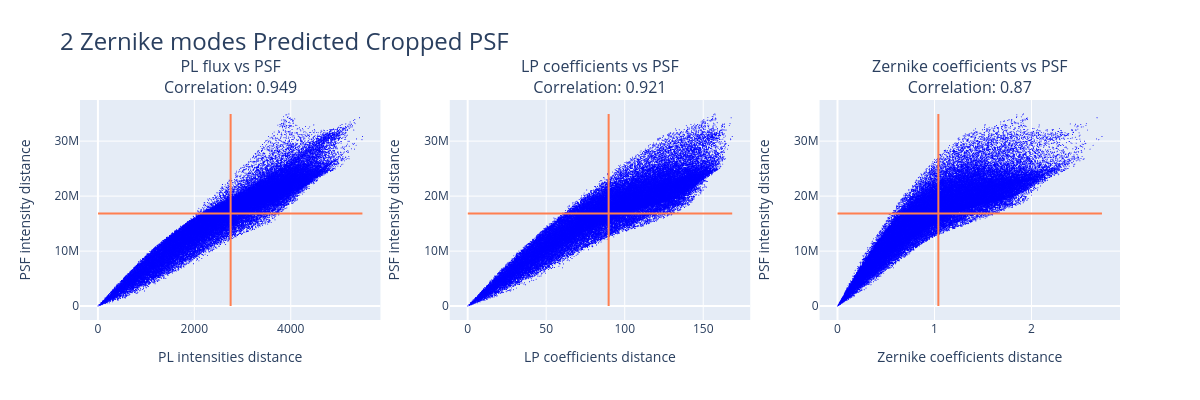 2 Zernike modes Predicted Cropped PSF
PL flux vs PSF
Correlation: 0.949
PSF intensity distance
30M
20M
10M
0
0 2000 4000
PL intensities distance
LP coefficients vs PSF
Correlation: 0.921
PSF intensity distance
30M
20M
10M
0
0 50 100 150
LP coefficients distance
Zernike coefficients vs PSF
Correlation: 0.87
PSF intensity distance
30M
20M
10M
0
0 1 2
Zernike coefficients distance